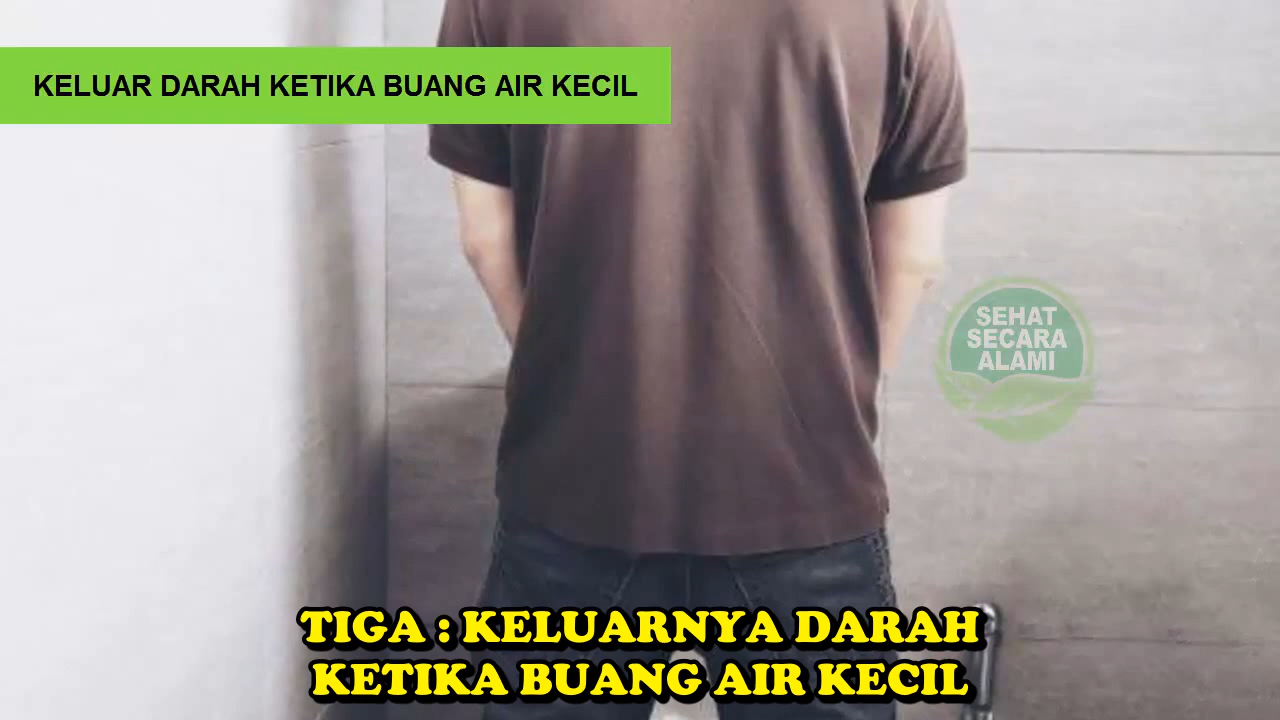 KELUAR DARAH KETIKA BUANG AIR KECIL
SEHAT
SECARA
ALAMI
TIGA : KELUARNYA DARAH
KETIKA BUANG AIR KECIL